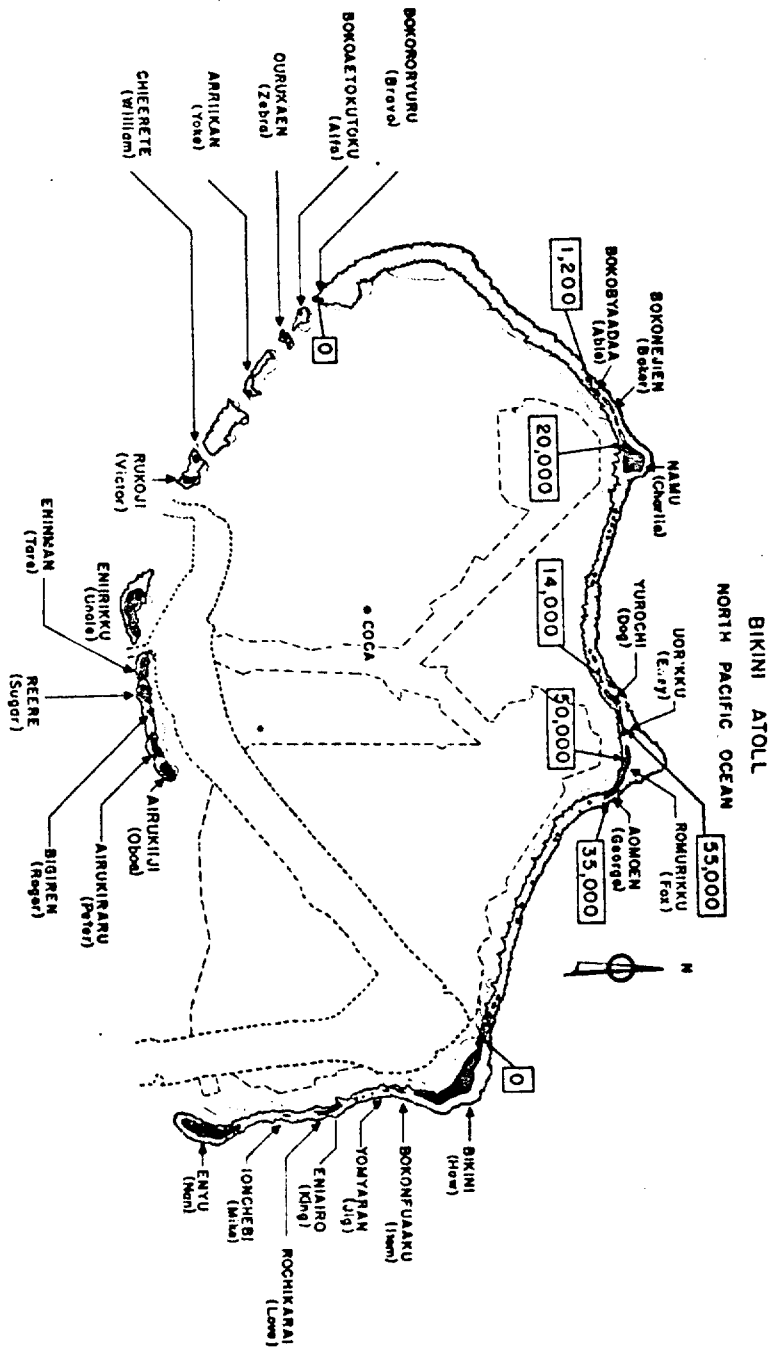 BIKINI ATOLL
NORTH PACIFIC OCEAN
N
BOKORORYURU
(Bravo)
BOKOAETOKUTOKU
(Alfa)
OURUKAEN
(Zebra)
ARRIIKAN
(Yoke)
CHIEERETE
(William)
RUKOJI
(Victor)
ENIIRIKKU
(Uncle)
ENINMAN
(Tare)
REERE
(Sugar)
BIGIREN
(Roger)
AIRUKIRARU
(Peter)
AIRUKIIJI
(Oboe)
BOKOBYAADAA
(Able)
BOKONEJIEN
(Baker)
NAMU
(Charlie)
YUROCHI
(Dog)
UORIKKU
ROMURIKKU
(Fox)
AOMOEN
(George)
BIKINI
(How)
BOKONFUAAKU
(Item)
YOMYARAN
(Jig)
ENIAIRO
(King)
ROCHIKARAI
(Love)
IONCHEBI
(Mike)
ENYU
(Nan)
COCA
0
1,200
20,000
14,000
50,000
55,000
35,000
0